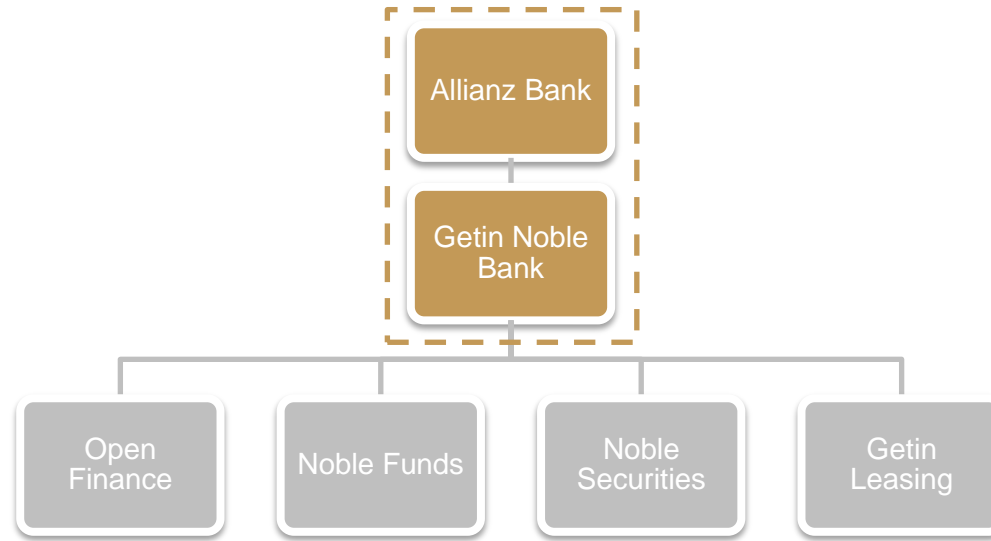 Allianz Bank
Getin Noble
Bank
Open
Finance
Noble Funds
Noble
Securities
Getin
Leasing